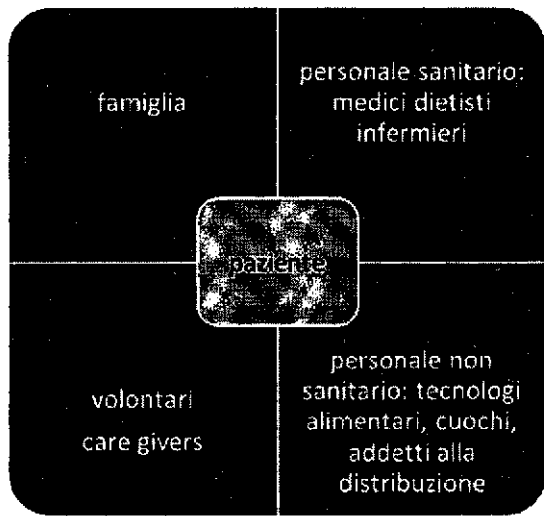 famiglia
personale sanitario:
medici dietisti
infermieri
paziente
volontari
care givers
personale non
sanitario: tecnologi
alimentari, cuochi,
addetti alla
distribuzione